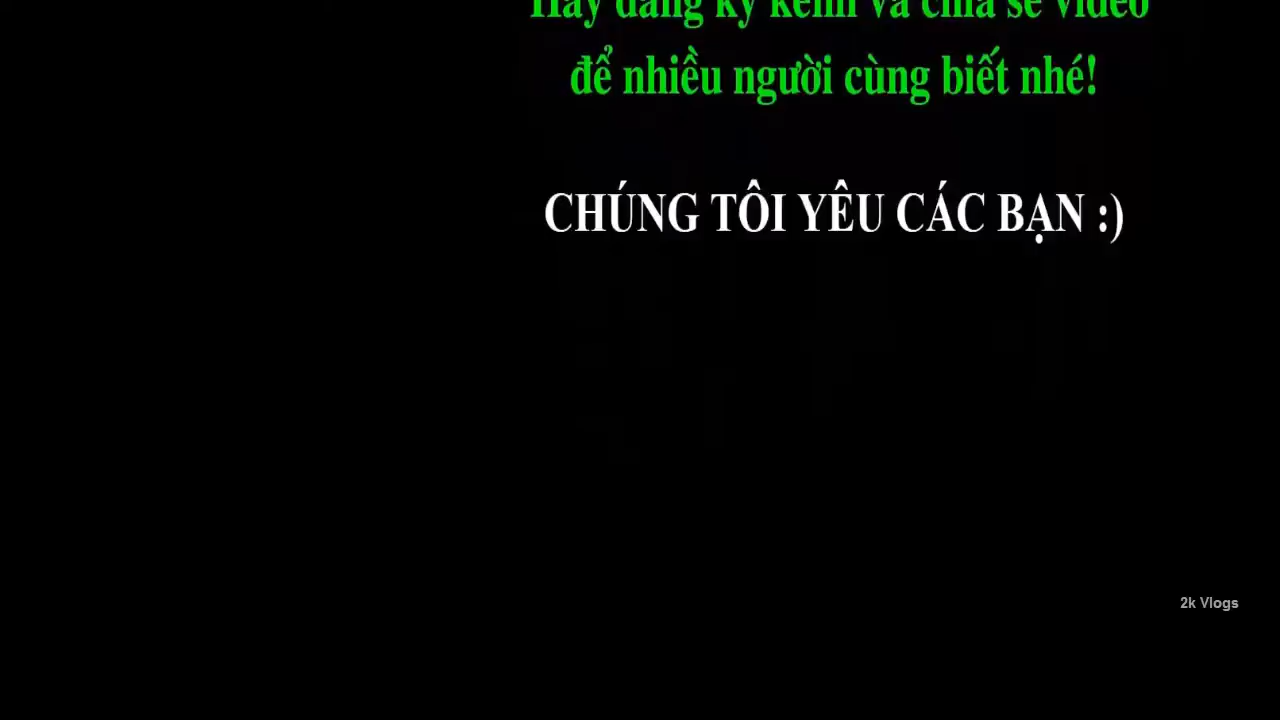 Hãy đăng ký kênh và chia sẻ video
để nhiều người cùng biết nhé!
CHÚNG TÔI YÊU CÁC BẠN :)
2k Vlogs